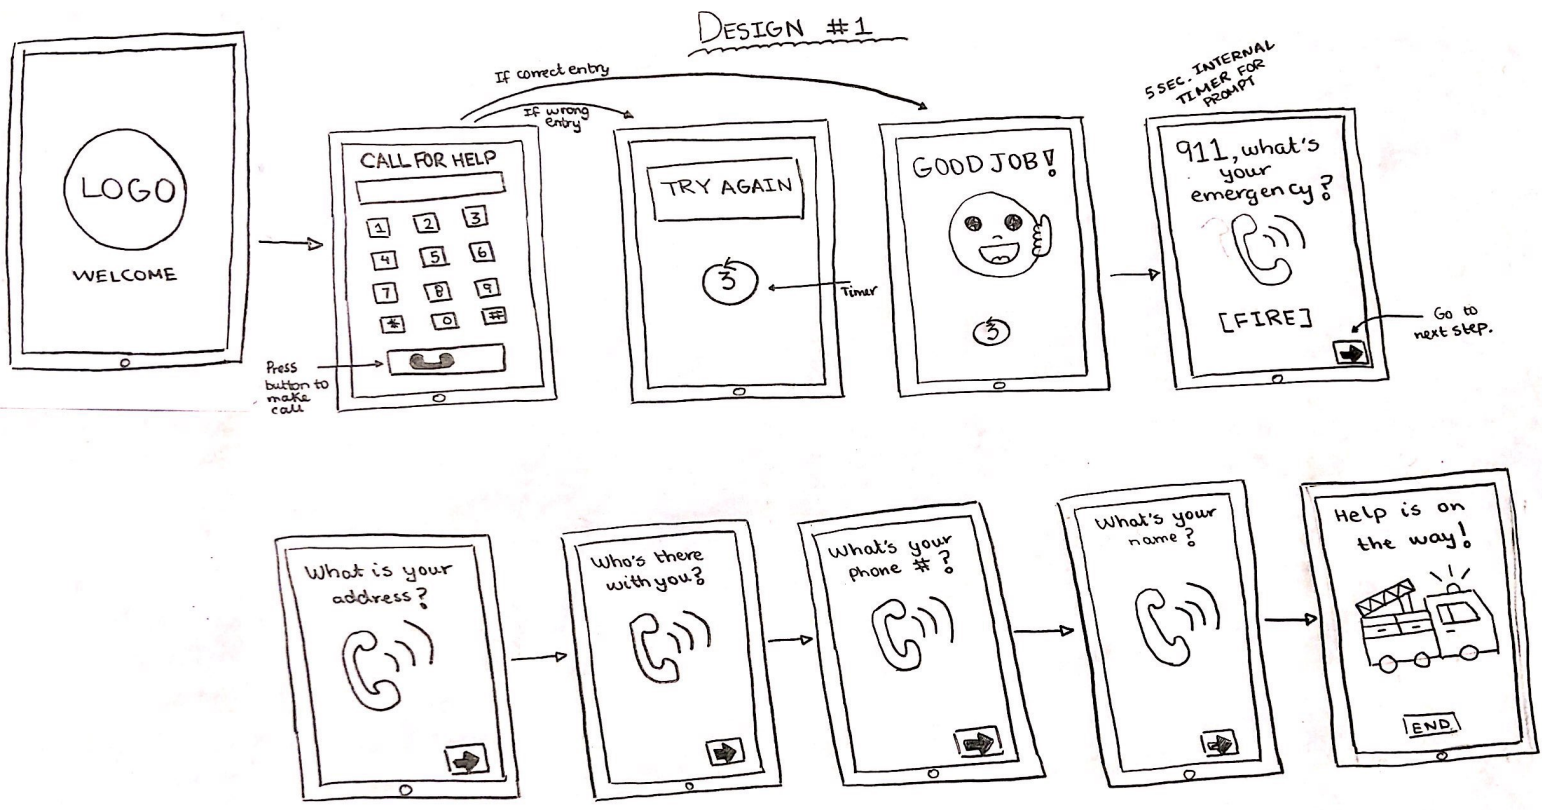 DESIGN #1
LOGO
WELCOME
If correct entry
If wrong
entry
CALL FOR HELP
1 2 3
4 5 6
7 8 9
* 0 #
Press
button to
make
call
TRY AGAIN
3
Timer
GOOD JOB!
3
5 SEC. INTERNAL
TIMER FOR
PROMPT
911, what's
your
emergency?
[FIRE]
Go to
next step.
What is your
address?
Who's there
with you?
What's your
phone # ?
What's your
name?
Help is on
the way!
END